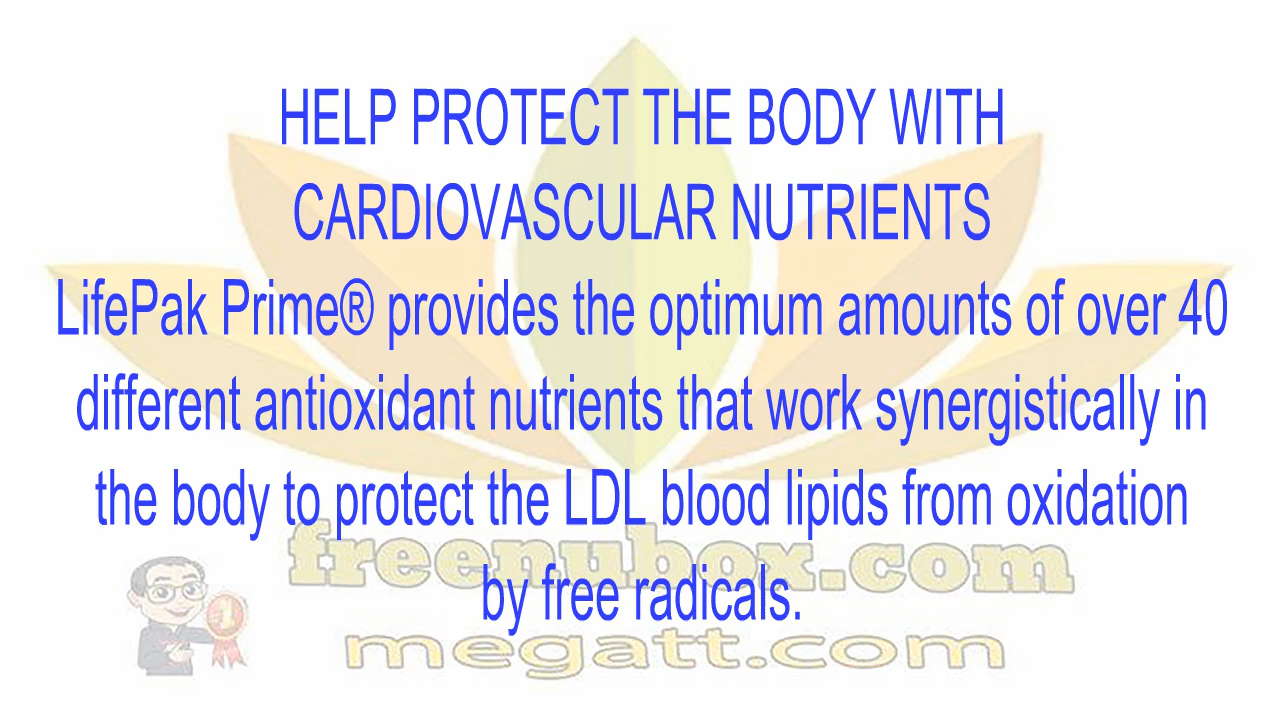 HELP PROTECT THE BODY WITH
CARDIOVASCULAR NUTRIENTS
LifePak Prime® provides the optimum amounts of over 40
different antioxidant nutrients that work synergistically in
the body to protect the LDL blood lipids from oxidation
by free radicals.
freenubox.com
1
megatt.com